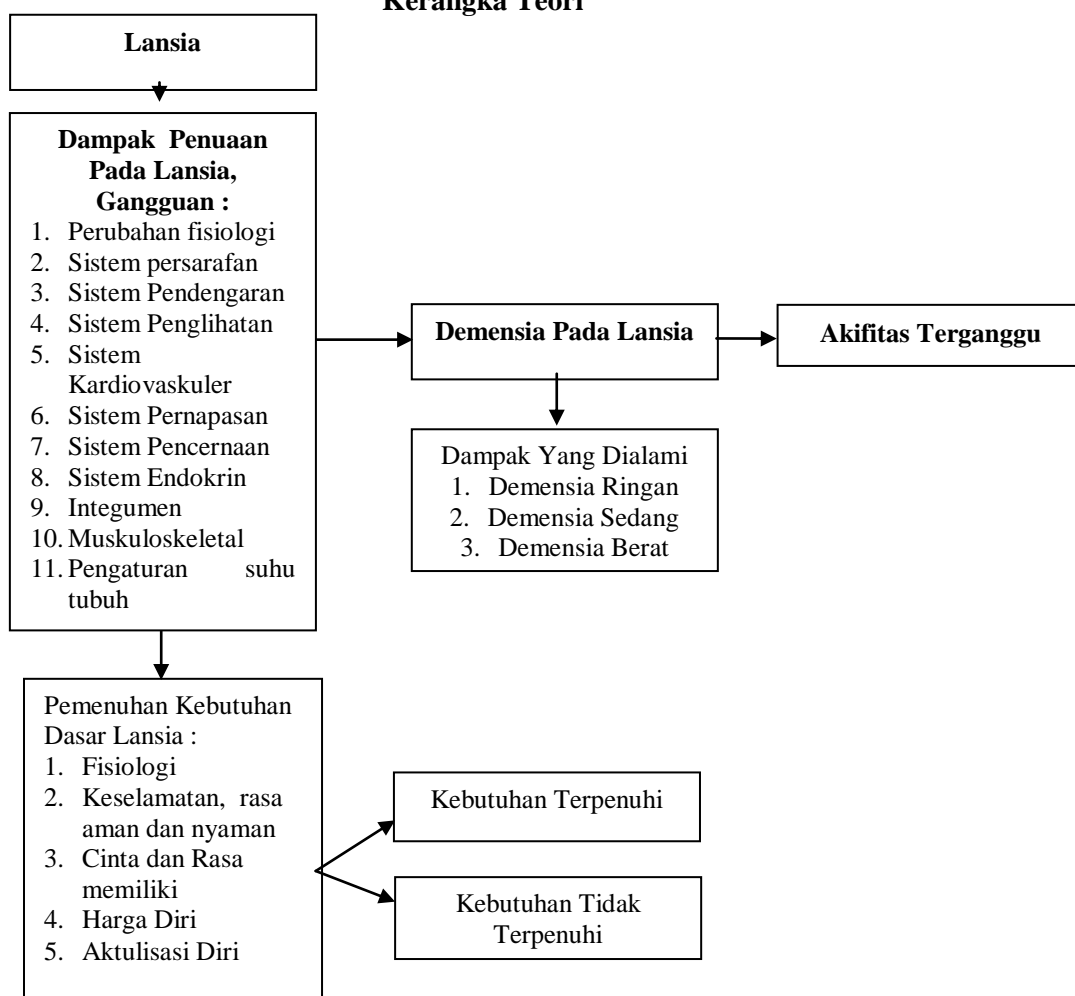 Kerangka Teori
Lansia
Dampak Penuaan
Pada Lansia,
Gangguan :
1. Perubahan fisiologi
2. Sistem persarafan
3. Sistem Pendengaran
4. Sistem Penglihatan
5. Sistem
Kardiovaskuler
6. Sistem Pernapasan
7. Sistem Pencernaan
8. Sistem Endokrin
9. Integumen
10. Muskuloskeletal
11. Pengaturan suhu
tubuh
Demensia Pada Lansia
Akifitas Terganggu
Dampak Yang Dialami
1. Demensia Ringan
2. Demensia Sedang
3. Demensia Berat
Pemenuhan Kebutuhan
Dasar Lansia :
1. Fisiologi
2. Keselamatan, rasa
aman dan nyaman
3. Cinta dan Rasa
memiliki
4. Harga Diri
5. Aktulisasi Diri
Kebutuhan Terpenuhi
Kebutuhan Tidak
Terpenuhi